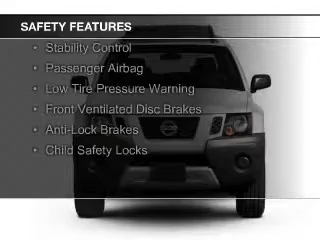 SAFETY FEATURES
• Stability Control
• Passenger Airbag
• Low Tire Pressure Warning
• Front Ventilated Disc Brakes
• Anti-Lock Brakes
• Child Safety Locks